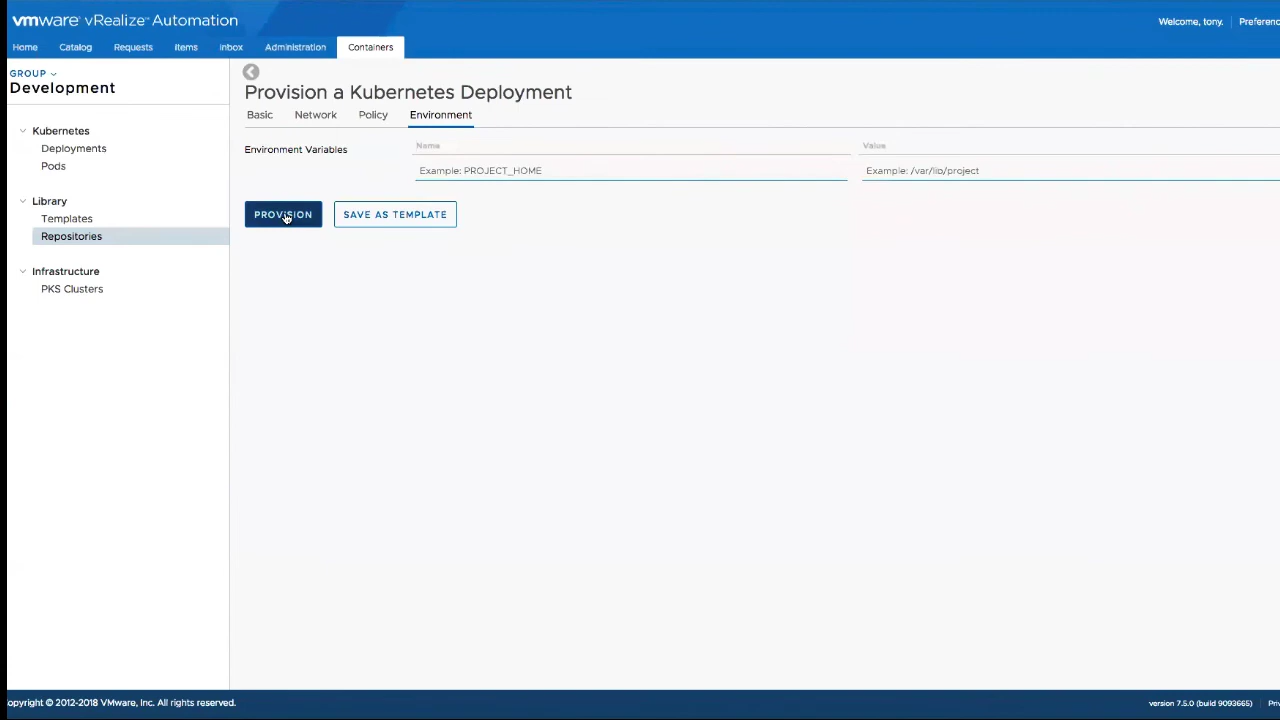 vmware vRealize Automation
Welcome, tony.
Home Catalog Requests Items Inbox Administration Containers
GROUP
Development
Kubernetes
Deployments
Pods
Library
Templates
Repositories
Infrastructure
PKS Clusters
Provision a Kubernetes Deployment
Basic Network Policy Environment
Environment Variables
Name Value
Example: PROJECT_HOME Example: /var/lib/project
PROVISION SAVE AS TEMPLATE
opyright © 2012-2018 VMware, Inc. All rights reserved.
version 7.5.0 (build 9093665)